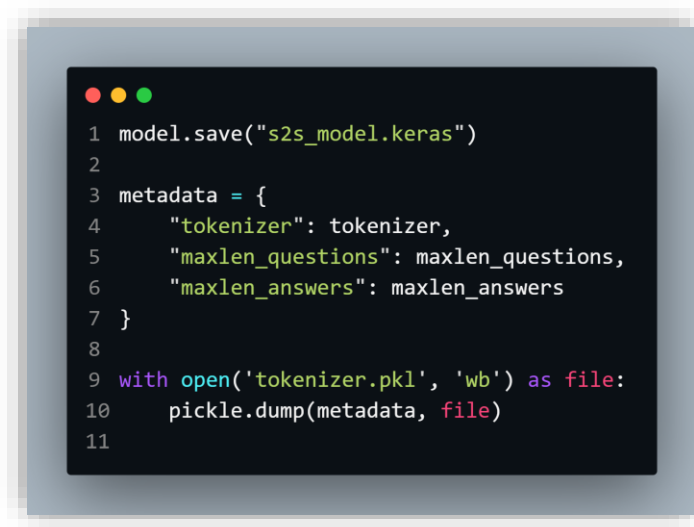 1 model.save("s2s_model.keras")
2
3 metadata = {
4     "tokenizer": tokenizer,
5     "maxlen_questions": maxlen_questions,
6     "maxlen_answers": maxlen_answers
7 }
8
9 with open('tokenizer.pkl', 'wb') as file:
10     pickle.dump(metadata, file)
11